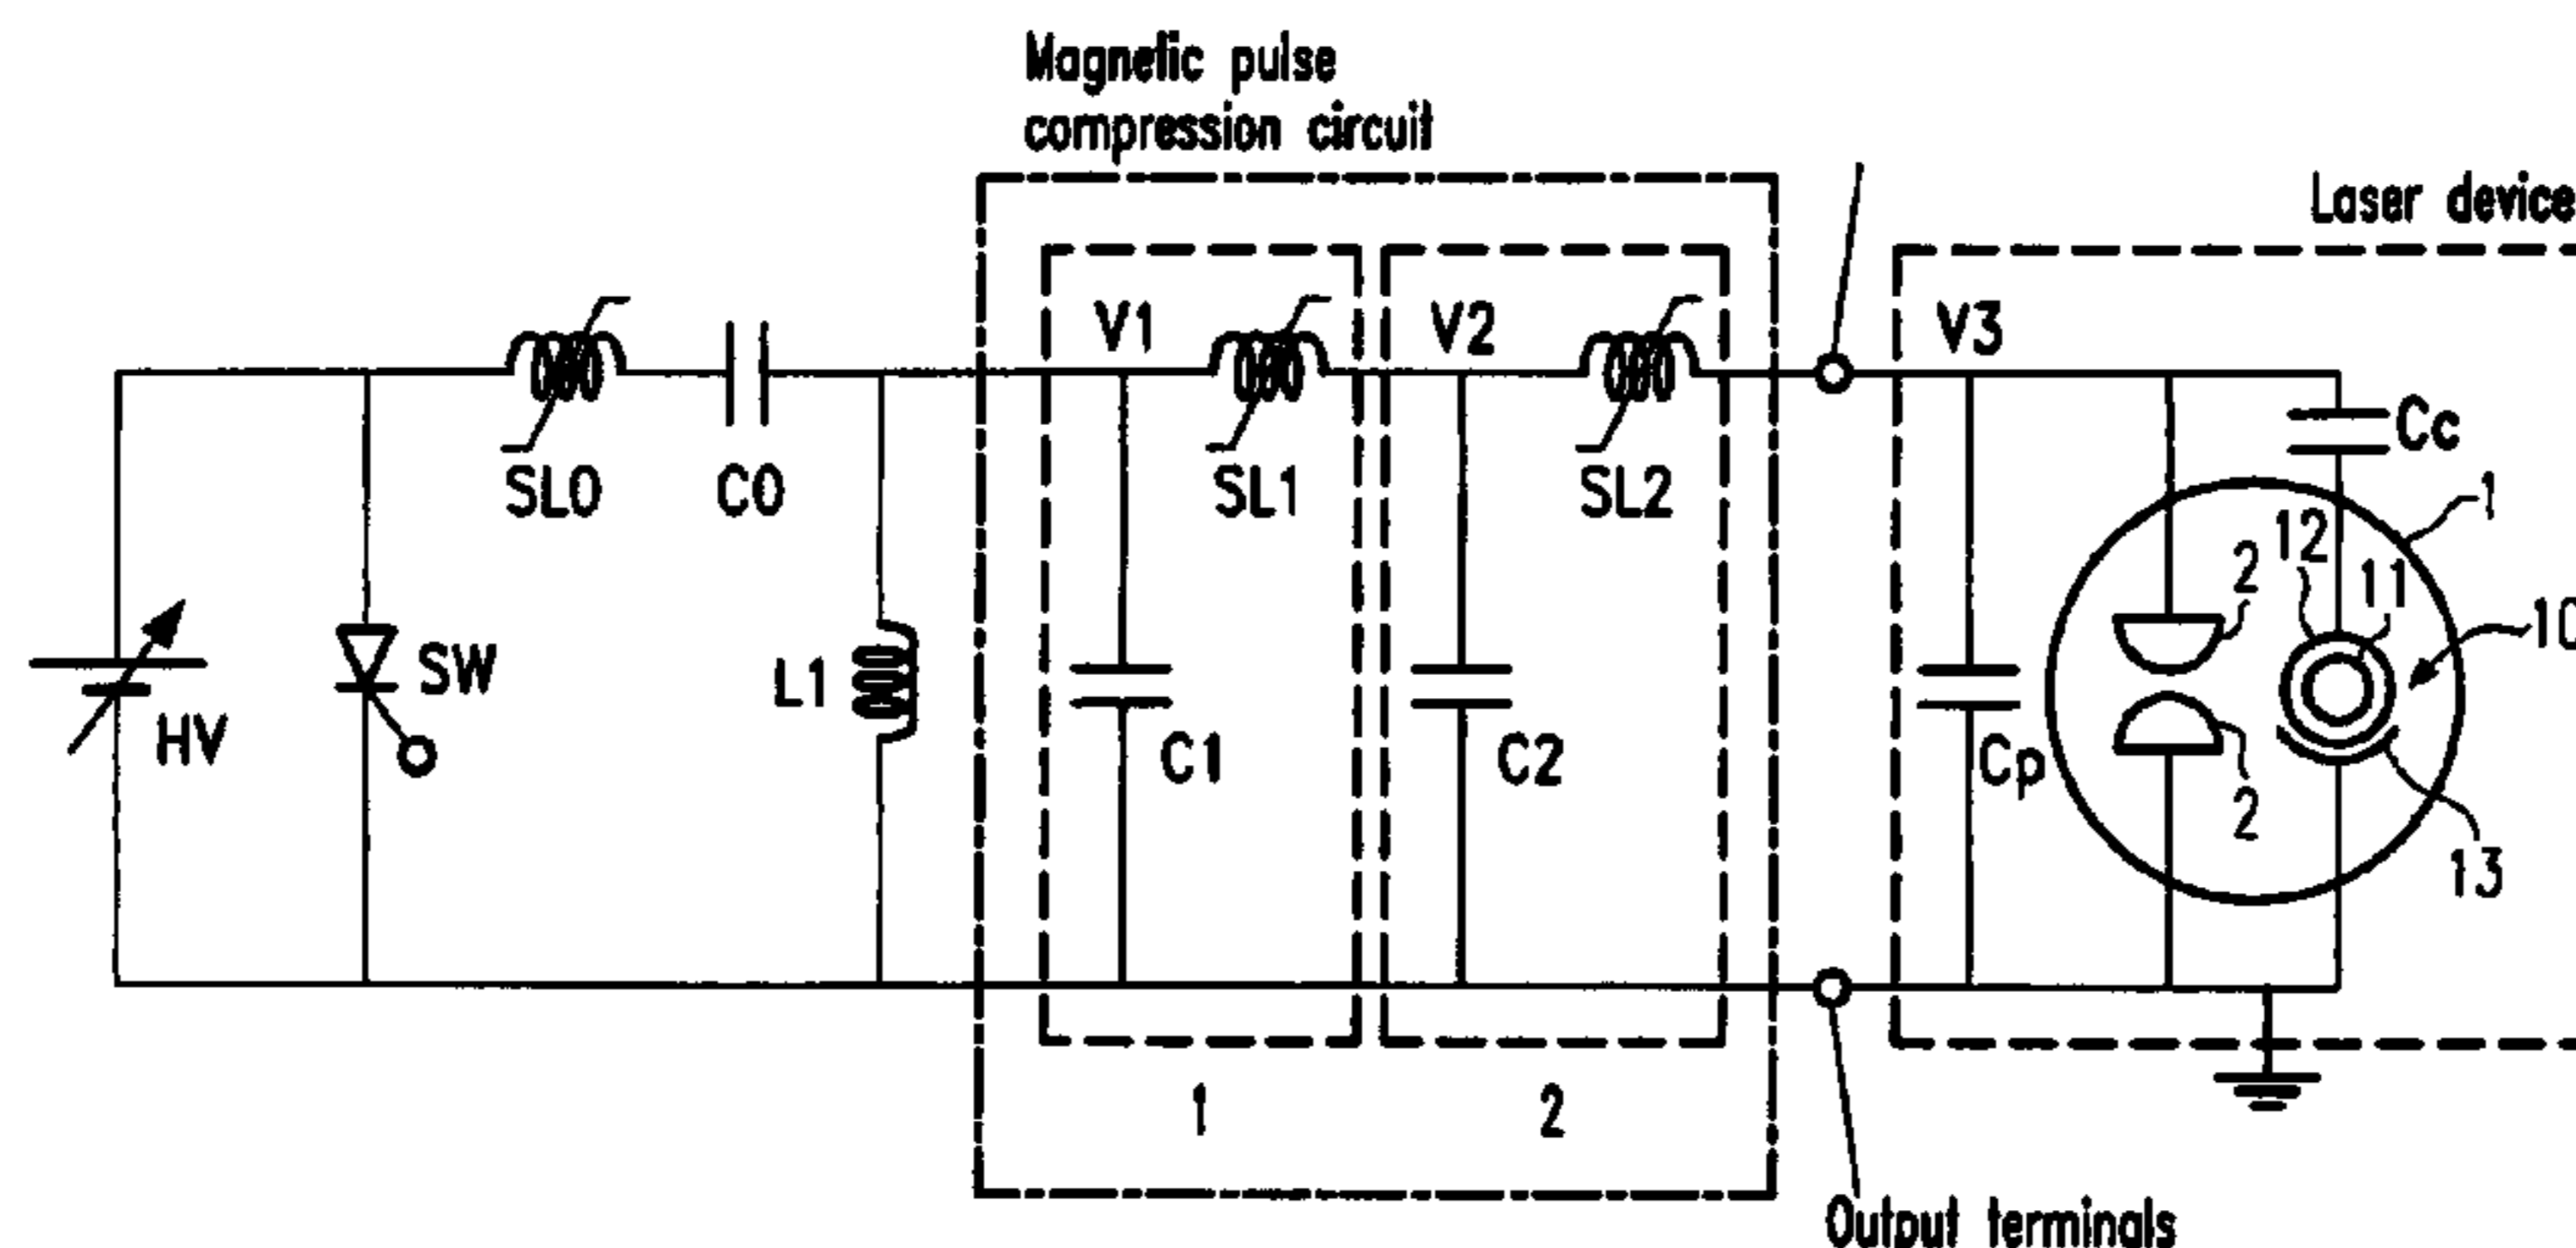 Magnetic pulse
compression circuit
Laser device
V1
V2
V3
Cc
SL0
C0
SL1
SL2
1
12
2
11
10
SW
L1
HV
C1
C2
Cp
2
13
1
2
Output terminals